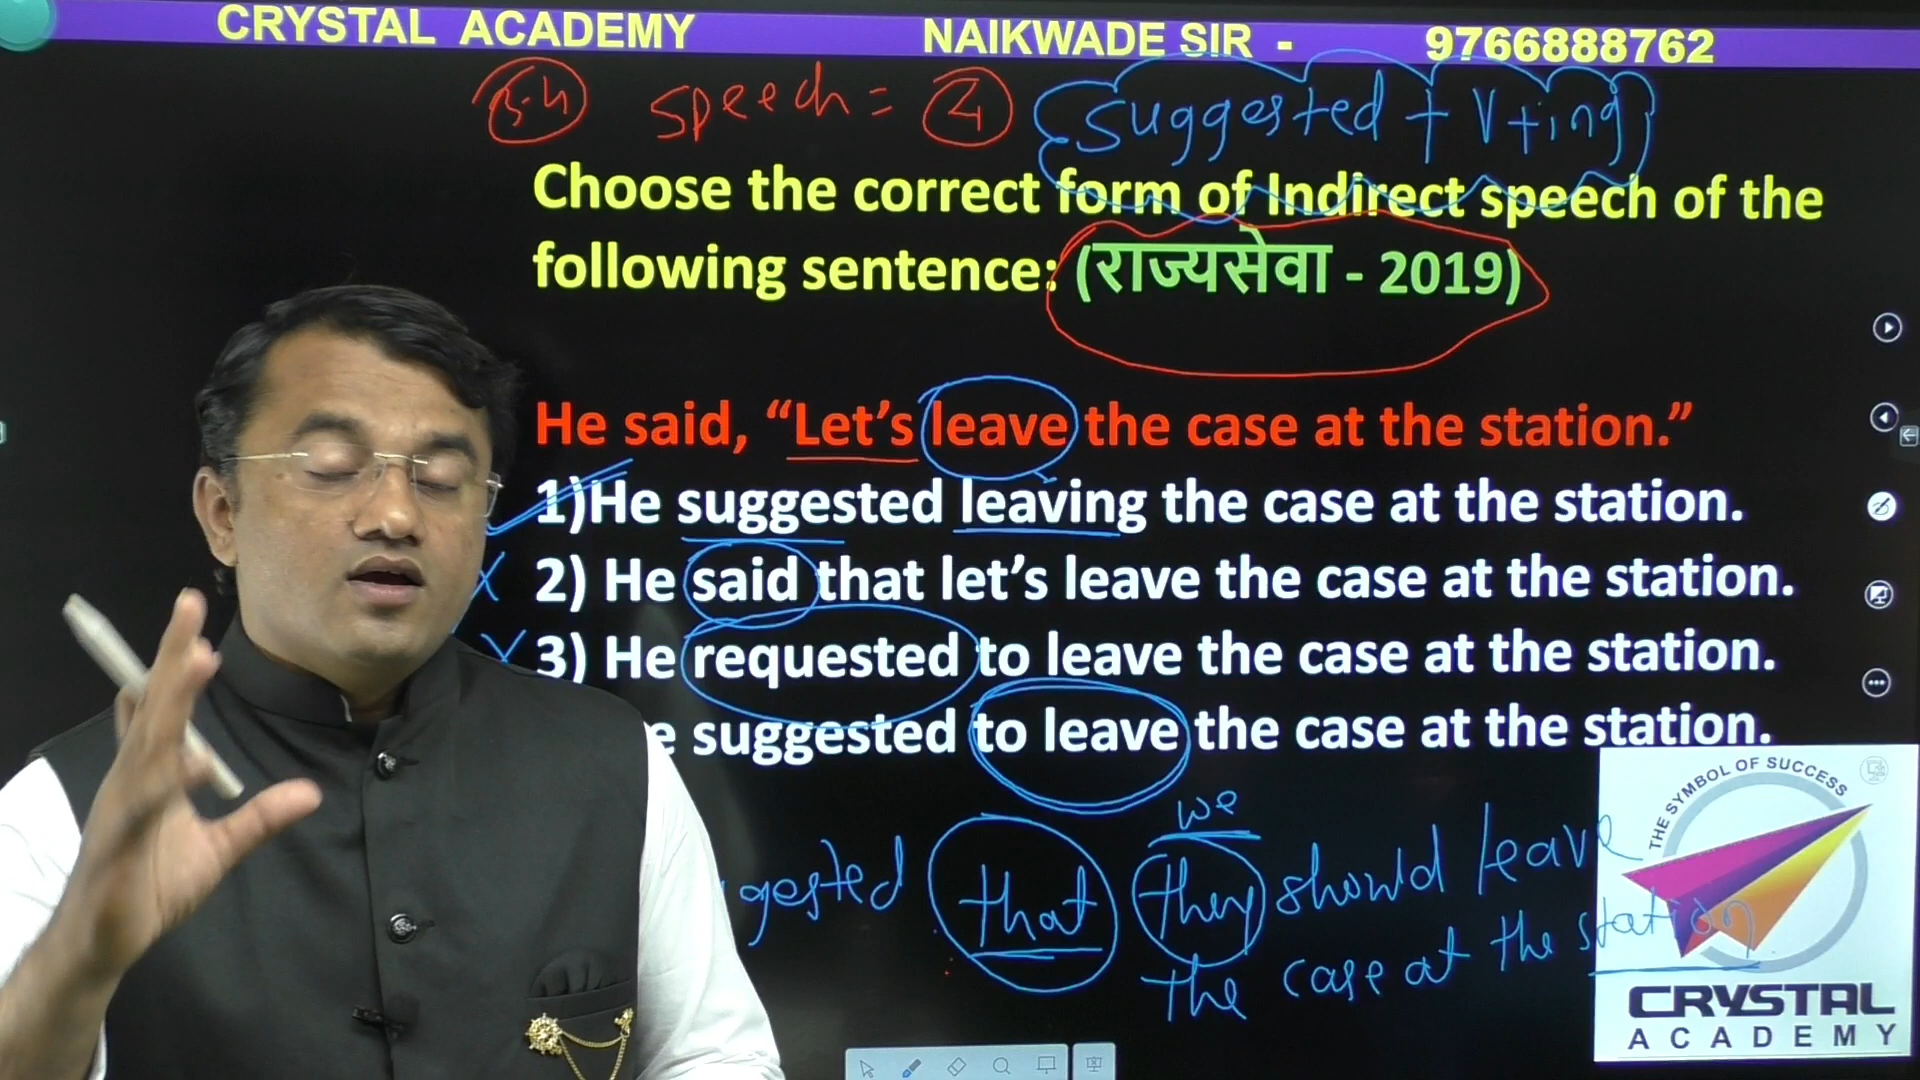 CRYSTAL ACADEMY NAIKWADE SIR - 9766888762
speech = 4 {suggested + V+ing}
Choose the correct form of Indirect speech of the
following sentence: (राज्यसेवा - 2019)
He said, “Let’s leave the case at the station.”
1)He suggested leaving the case at the station.
X 2) He said that let’s leave the case at the station.
X 3) He requested to leave the case at the station.
e suggested to leave the case at the station.
we
gested that they should leave
the case at the station
THE SYMBOL OF SUCCESS
CRYSTAL
ACADEMY